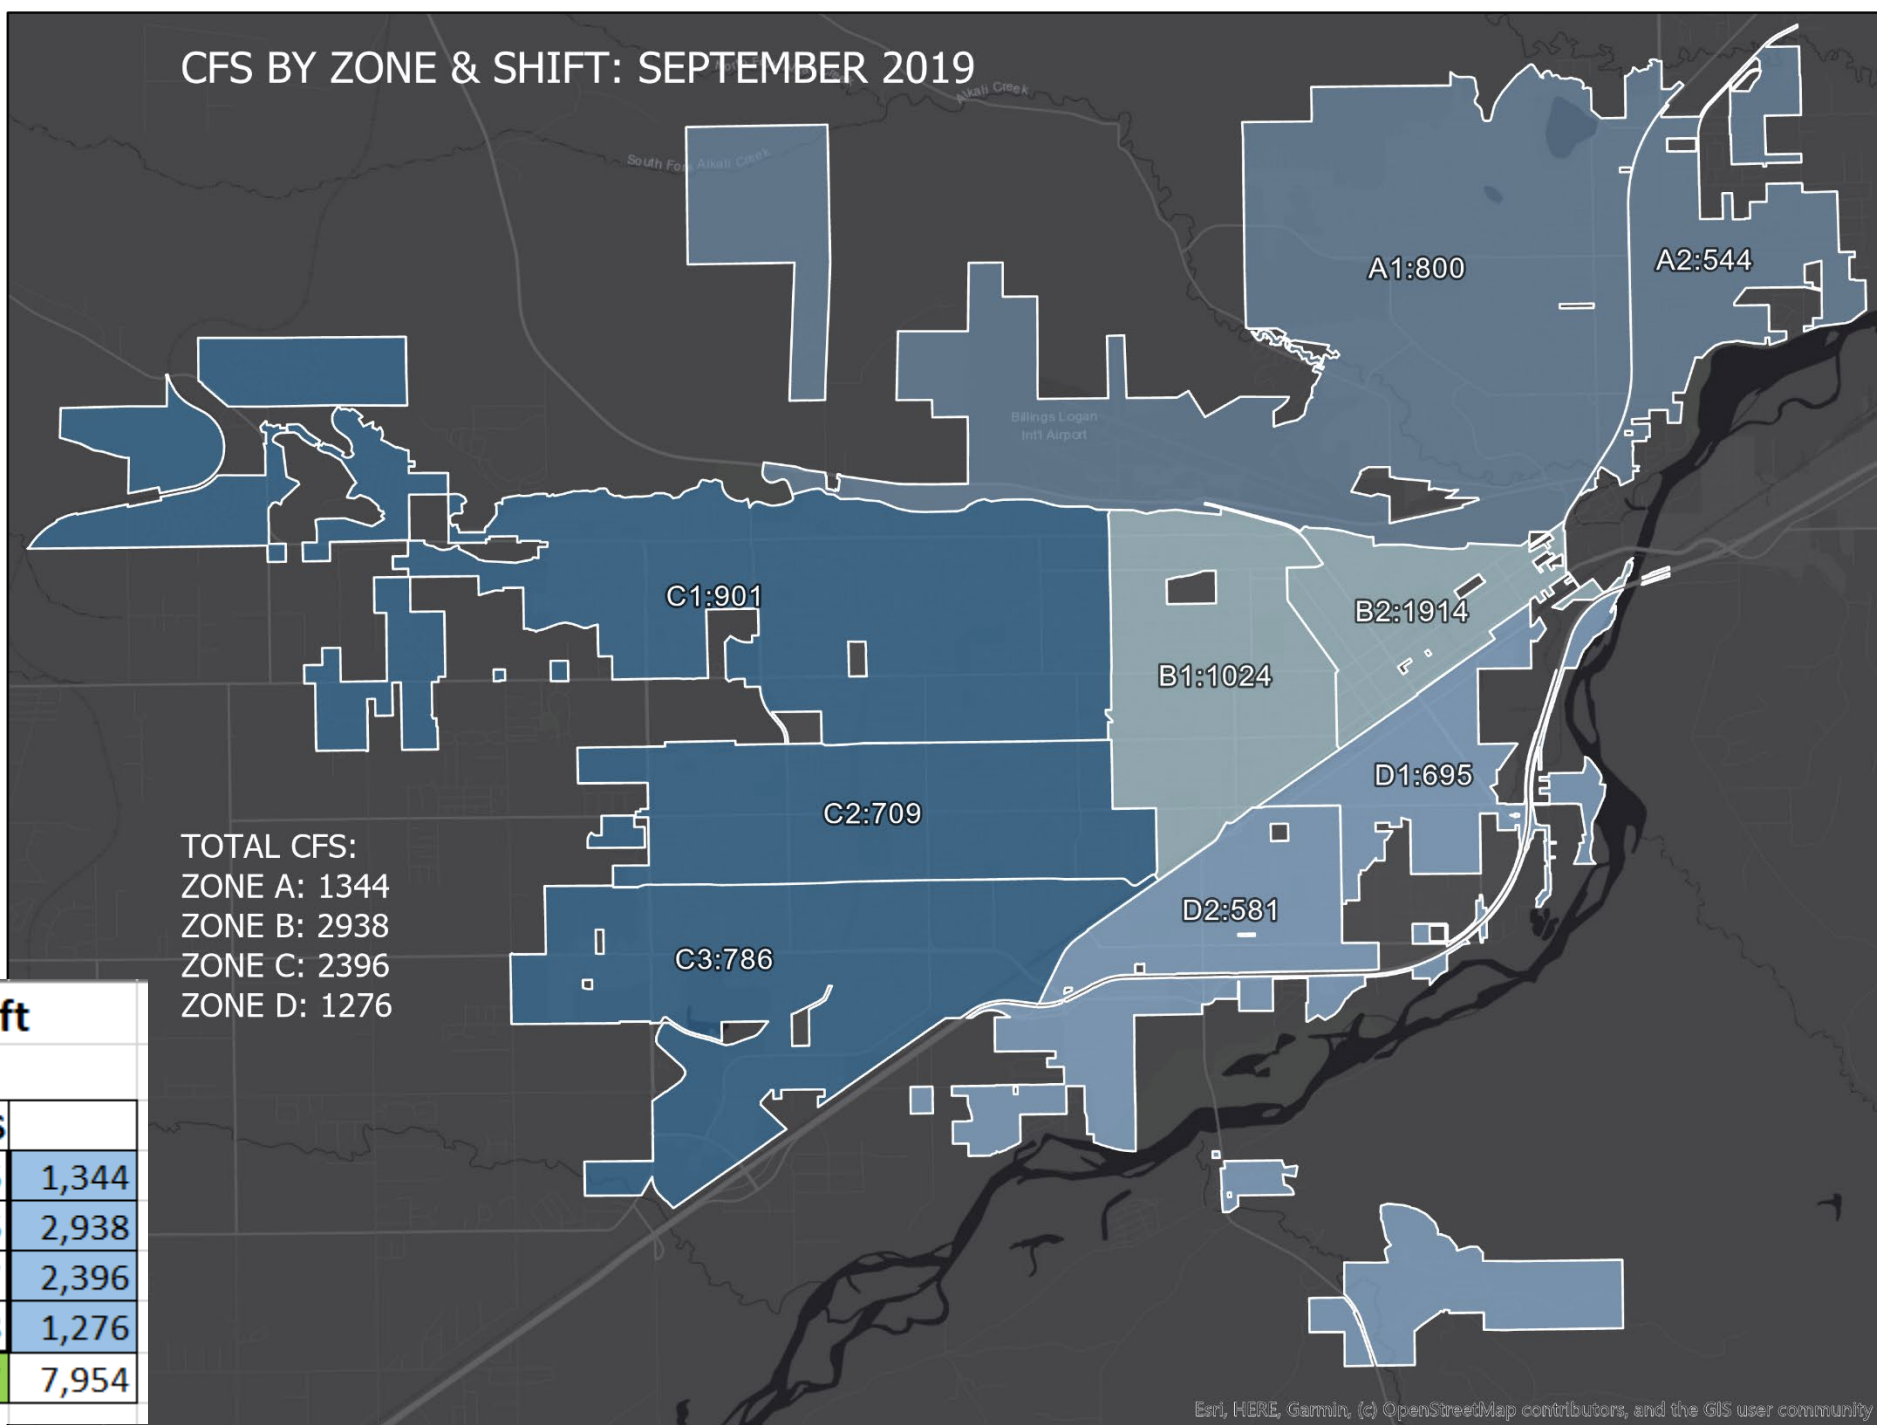 CFS BY ZONE & SHIFT: SEPTEMBER 2019
Alkali Creek
South Fork Alkali Creek
A1:800
A2:544
Billings Logan
Int'l Airport
C1:901
B2:1914
B1:1024
D1:695
C2:709
D2:581
C3:786
TOTAL CFS:
ZONE A: 1344
ZONE B: 2938
ZONE C: 2396
ZONE D: 1276
ft
s
1,344
2,938
2,396
1,276
7,954
Esri, HERE, Garmin, (c) OpenStreetMap contributors, and the GIS user community